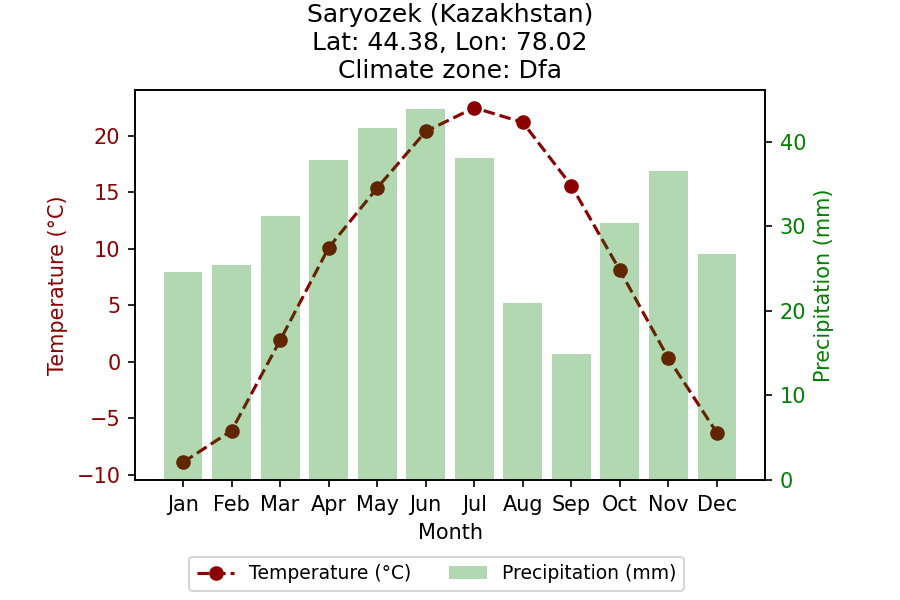 Saryozek (Kazakhstan)
Lat: 44.38, Lon: 78.02
Climate zone: Dfa
Temperature (°C)
20
15
10
5
0
−5
−10
40
30
20
10
0
Precipitation (mm)
Jan Feb Mar Apr May Jun Jul Aug Sep Oct Nov Dec
Month
Temperature (°C) Precipitation (mm)